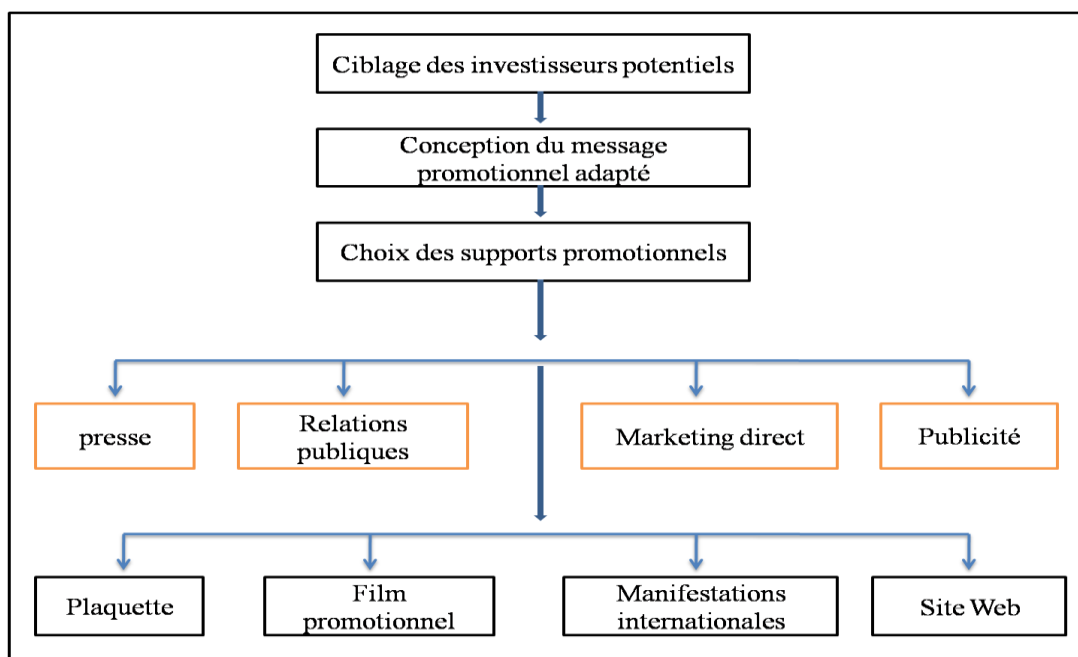 Ciblage des investisseurs potentiels
Conception du message
promotionnel adapté
Choix des supports promotionnels
presse
Relations
publiques
Marketing direct
Publicité
Plaquette
Film
promotionnel
Manifestations
internationales
Site Web